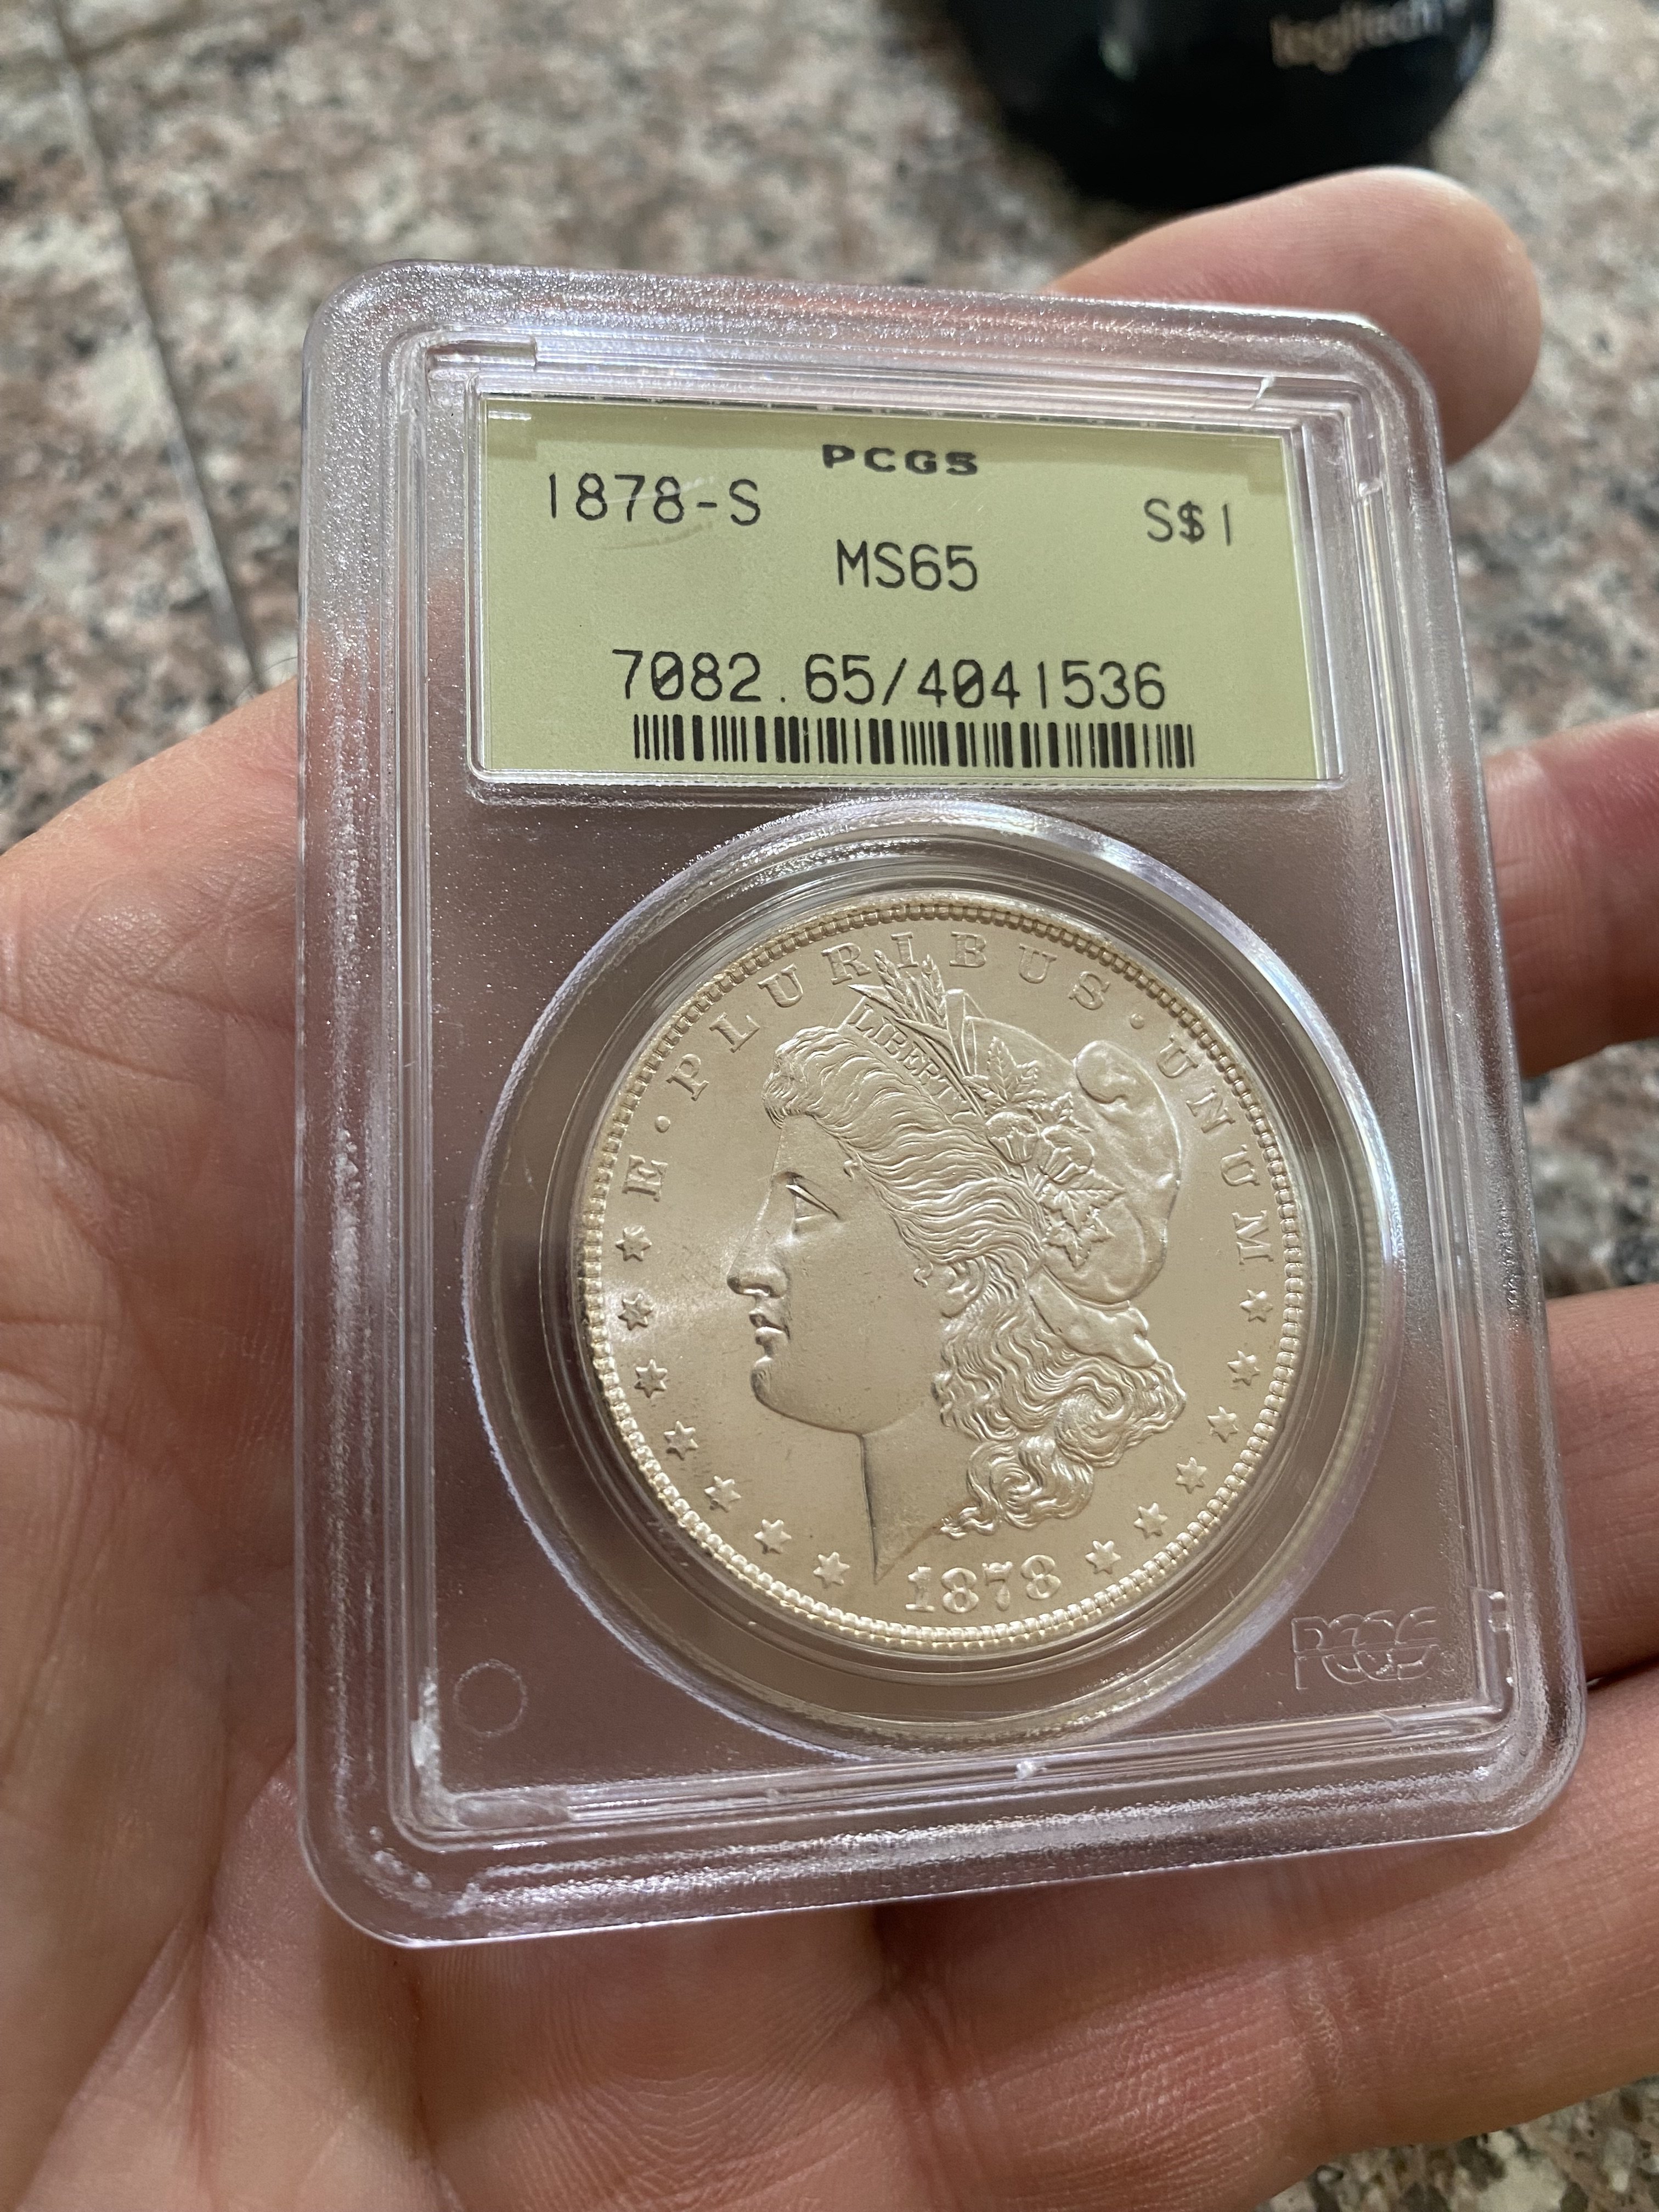 logitech
PCGS
1878-S
S$1
MS65
7082.65/4041536
E · PLURIBUS · UNUM
LIBERTY
1878
PCGS